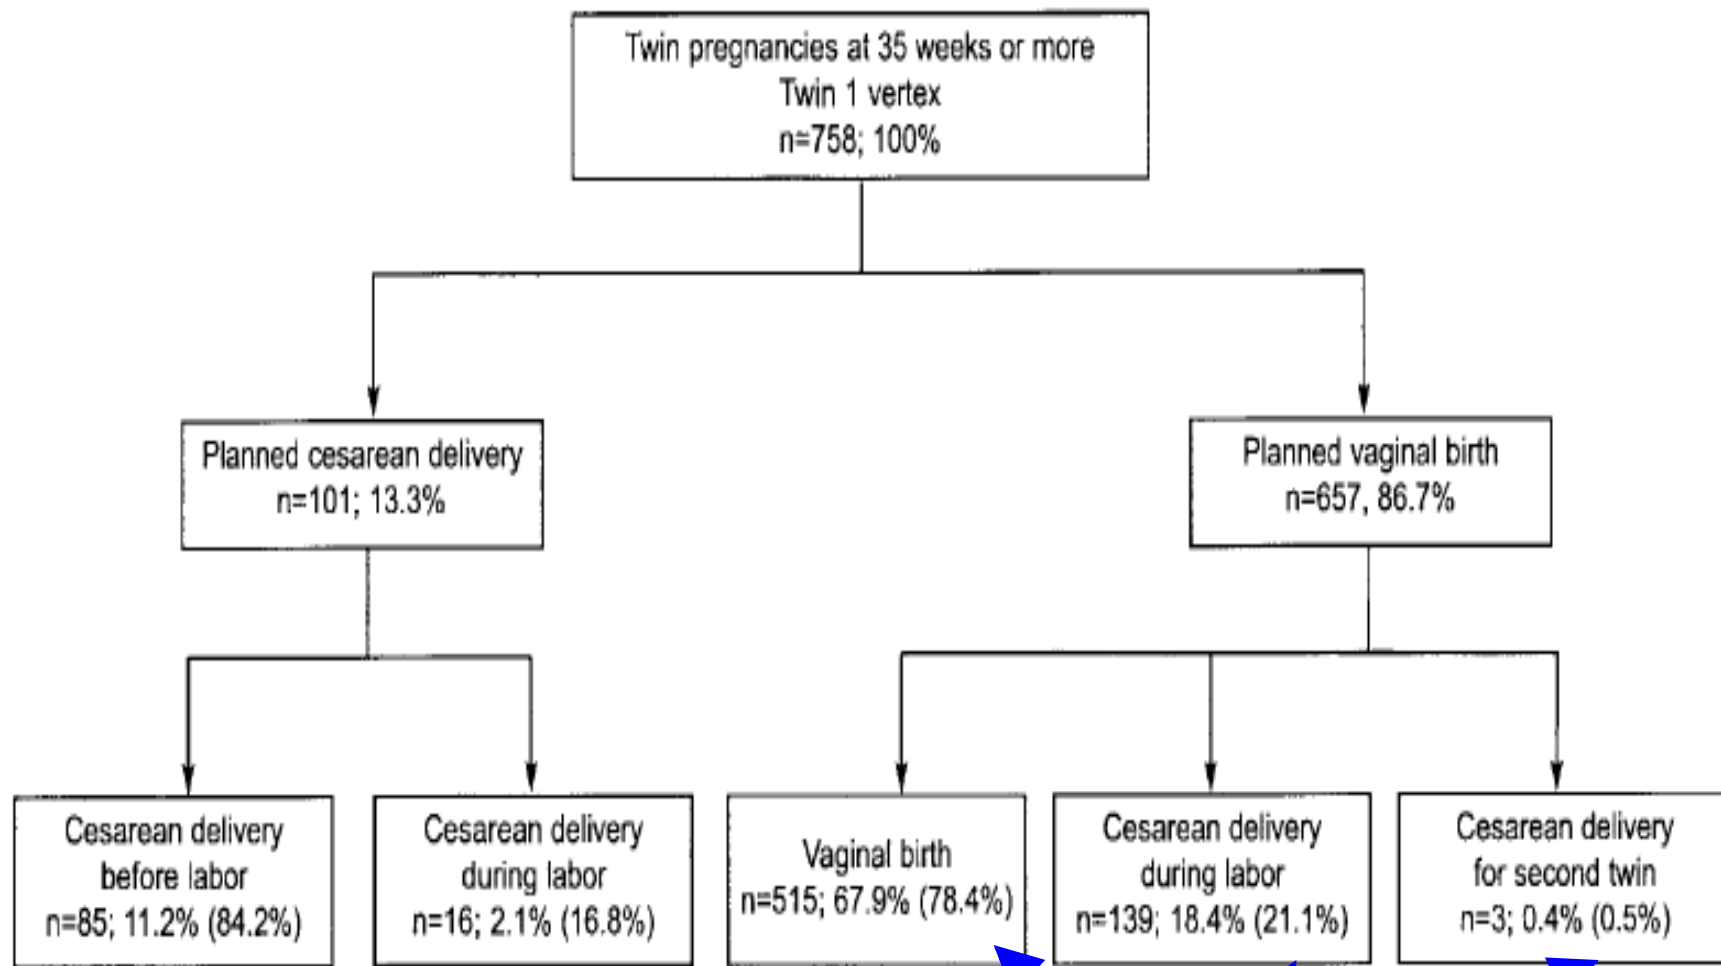 Twin pregnancies at 35 weeks or more
Twin 1 vertex
n=758; 100%
Planned cesarean delivery
n=101; 13.3%
Planned vaginal birth
n=657, 86.7%
Cesarean delivery
before labor
n=85; 11.2% (84.2%)
Cesarean delivery
during labor
n=16; 2.1% (16.8%)
Vaginal birth
n=515; 67.9% (78.4%)
Cesarean delivery
during labor
n=139; 18.4% (21.1%)
Cesarean delivery
for second twin
n=3; 0.4% (0.5%)